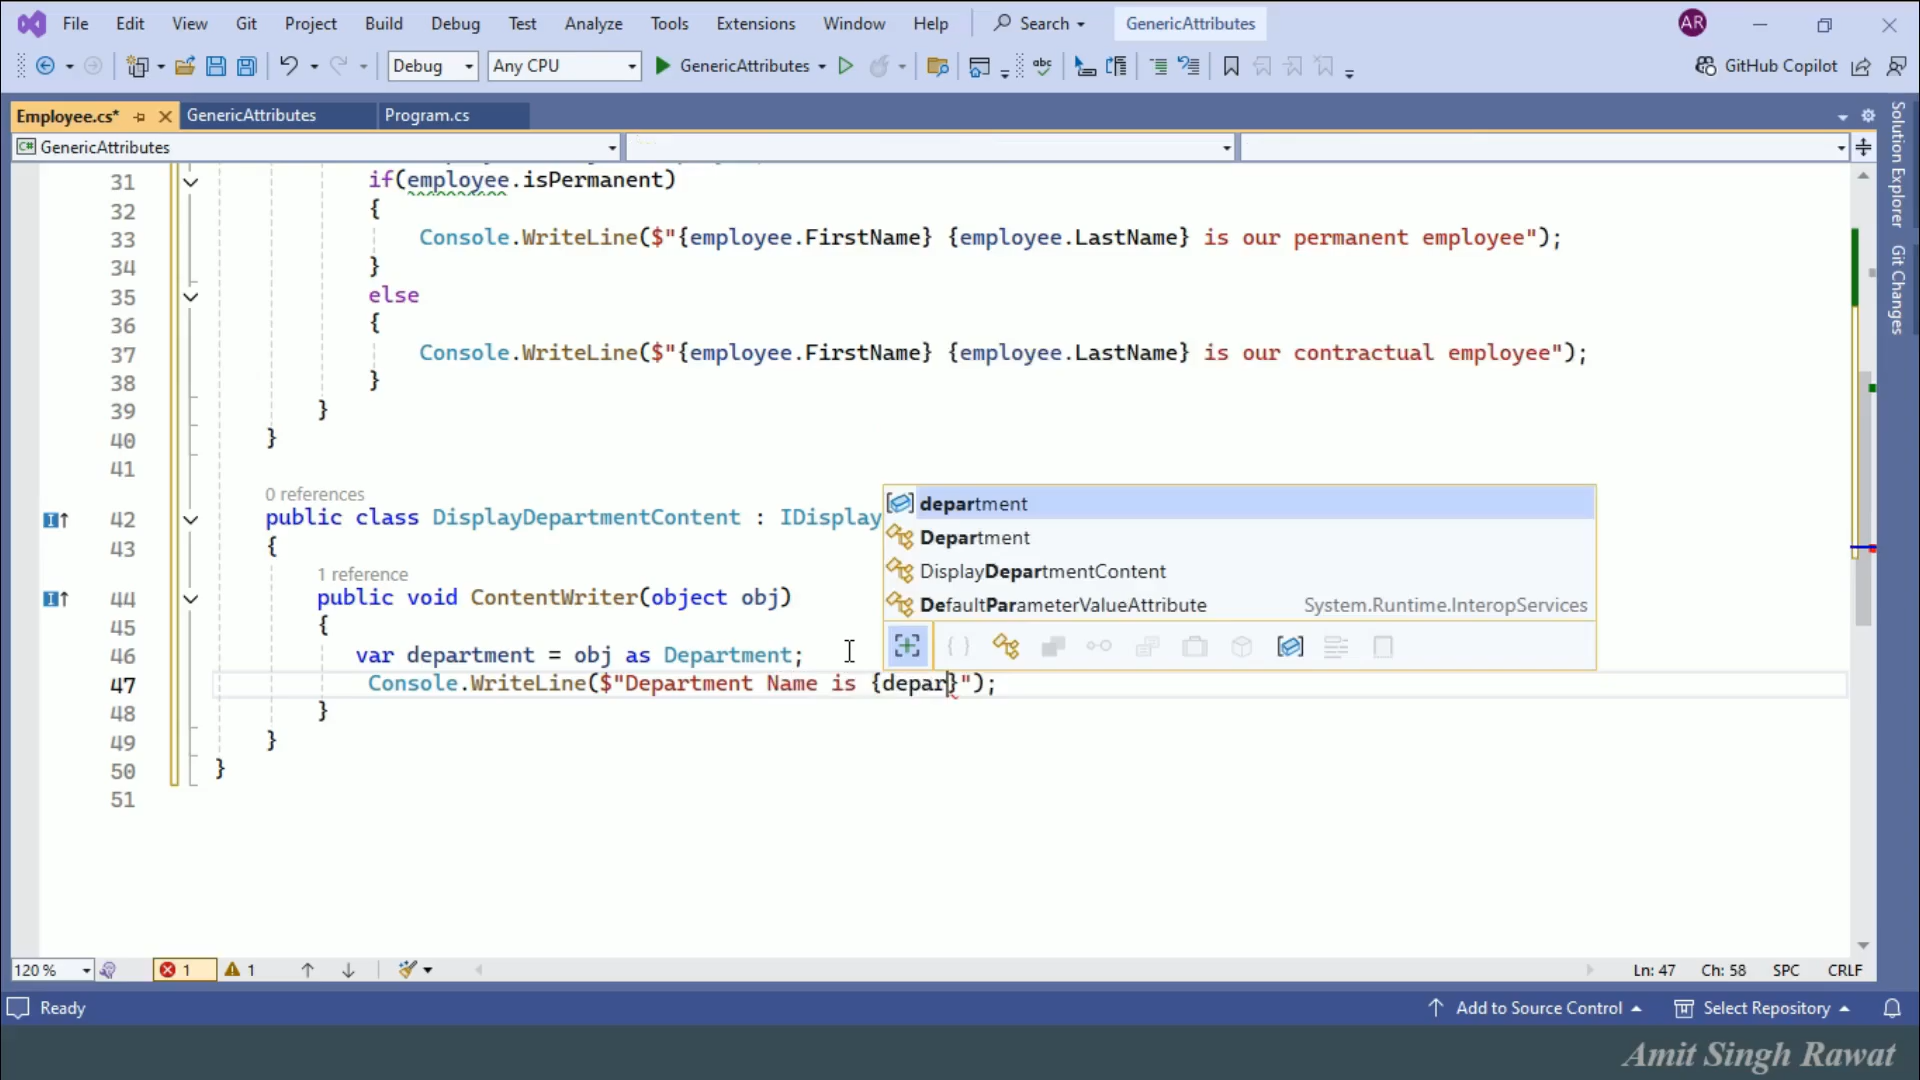 File Edit View Git Project Build Debug Test Analyze Tools Extensions Window Help Search GenericAttributes AR
Debug Any CPU GenericAttributes GitHub Copilot
Employee.cs* GenericAttributes Program.cs
C# GenericAttributes
Solution Explorer
Git Changes
31 if(employee.isPermanent)
32 {
33 Console.WriteLine($"{employee.FirstName} {employee.LastName} is our permanent employee");
34 }
35 else
36 {
37 Console.WriteLine($"{employee.FirstName} {employee.LastName} is our contractual employee");
38 }
39 }
40 }
41
0 references
42 public class DisplayDepartmentContent : IDisplay
43 {
1 reference
44 public void ContentWriter(object obj)
45 {
46 var department = obj as Department;
47 Console.WriteLine($"Department Name is {depar}");
48 }
49 }
50 }
51
department
Department
DisplayDepartmentContent
DefaultParameterValueAttribute System.Runtime.InteropServices
120 % 1 1 Ln: 47 Ch: 58 SPC CRLF
Ready Add to Source Control Select Repository
Amit Singh Rawat